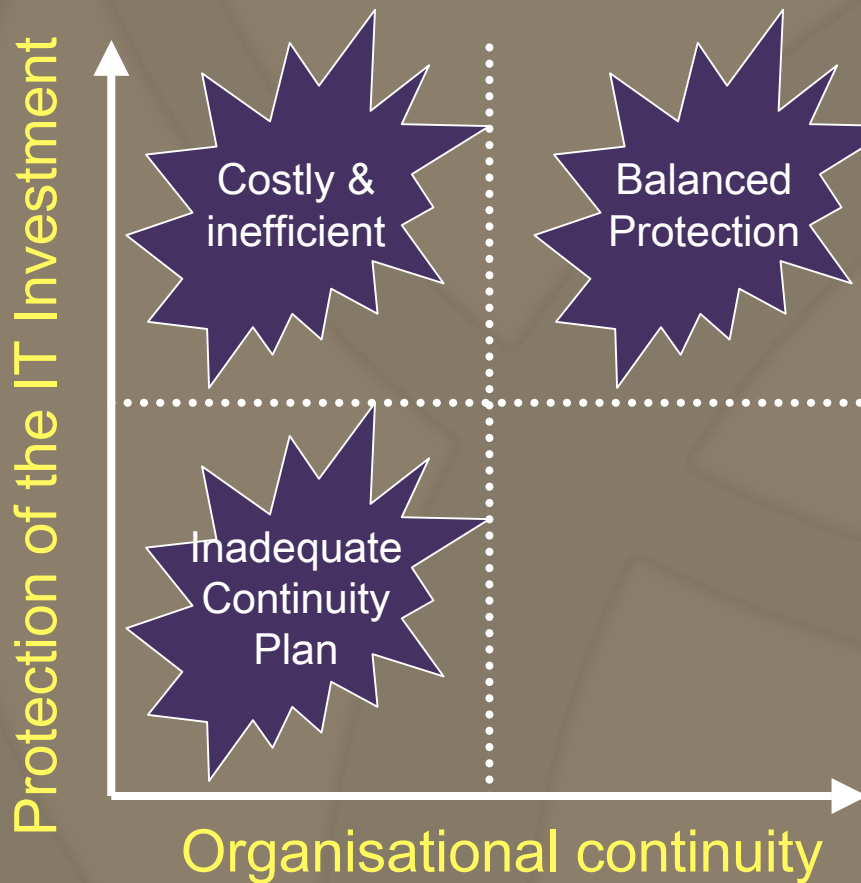 Protection of the IT Investment
Costly &
inefficient
Balanced
Protection
Inadequate
Continuity
Plan
Organisational continuity